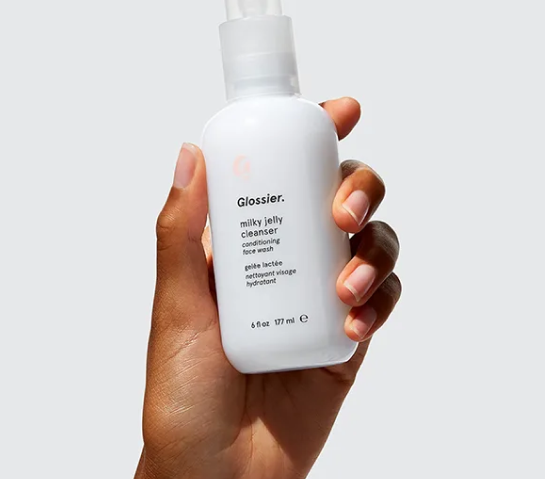 Glossier.
milky jelly
cleanser
conditioning
face wash
gelée lactée
nettoyant visage
hydratant
6 fl oz 177 ml ℮